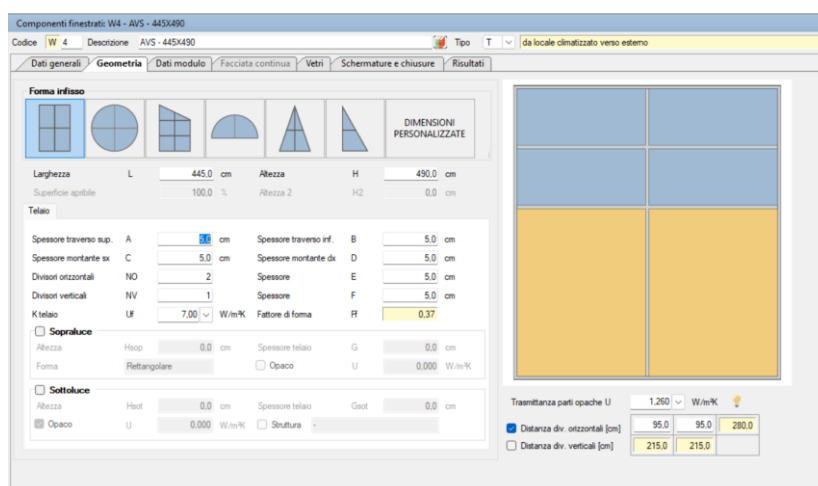 Componenti finestrati: W4 - AVS - 445X490
Codice W 4 Descrizione AVS - 445X490 Tipo T da locale climatizzato verso esterno
Dati generali Geometria Dati modulo Facciata continua Vetri Schermature e chiusure Risultati
Forma infisso
DIMENSIONI
PERSONALIZZATE
Larghezza L 445,0 cm Altezza H 490,0 cm
Superficie apribile 100,0 % Altezza 2 H2 0,0 cm
Telaio
Spessore traverso sup. A 5,0 cm Spessore traverso inf. B 5,0 cm
Spessore montante sx C 5,0 cm Spessore montante dx D 5,0 cm
Divisori orizzontali NO 2 Spessore E 5,0 cm
Divisori verticali NV 1 Spessore F 5,0 cm
K telaio Uf 7,00 W/m²K Fattore di forma Ff 0,37
Sopraluce
Altezza Hsop 0,0 cm Spessore telaio G 0,0 cm
Forma Rettangolare Opaco U 0,000 W/m²K
Sottoluce
Altezza Hsot 0,0 cm Spessore telaio Gsot 0,0 cm
Opaco U 0,000 W/m²K Struttura -
Trasmittanza parti opache U 1,260 W/m²K
Distanza div. orizzontali [cm] 95,0 95,0 280,0
Distanza div. verticali [cm] 215,0 215,0